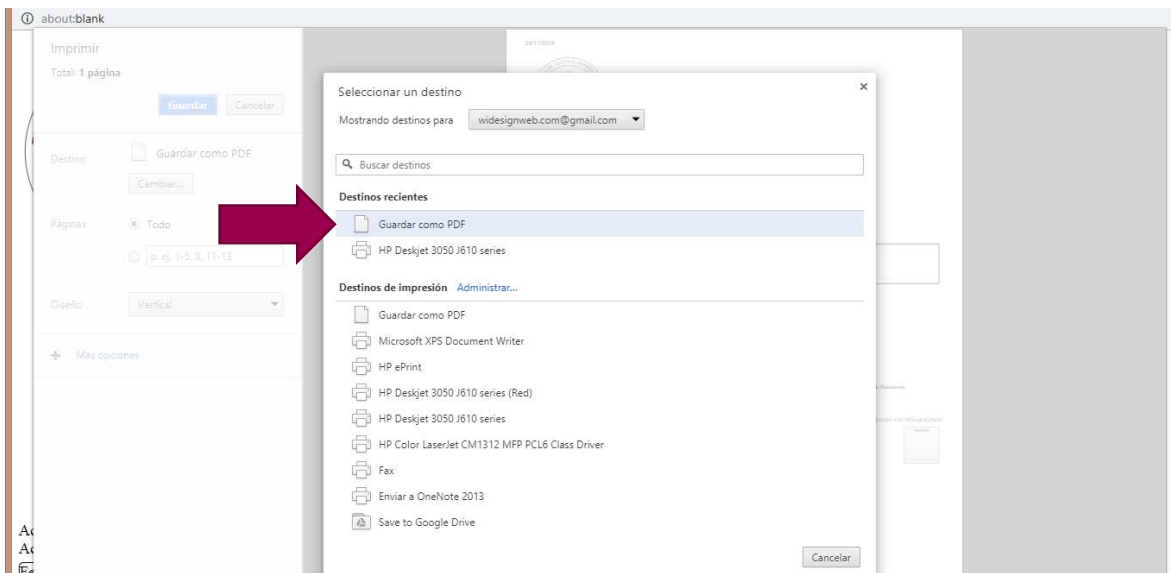 about:blank
Imprimir
Total: 1 página
Guardar Cancelar
Destino Guardar como PDF
Cambiar...
Páginas Todo
p. ej. 1-5, 8, 11-13
Diseño Vertical
+ Más opciones
Seleccionar un destino
Mostrando destinos para widesignweb.com@gmail.com
Buscar destinos
Destinos recientes
Guardar como PDF
HP Deskjet 3050 J610 series
Destinos de impresión Administrar...
Guardar como PDF
Microsoft XPS Document Writer
HP ePrint
HP Deskjet 3050 J610 series (Red)
HP Deskjet 3050 J610 series
HP Color LaserJet CM1312 MFP PCL6 Class Driver
Fax
Enviar a OneNote 2013
Save to Google Drive
Cancelar